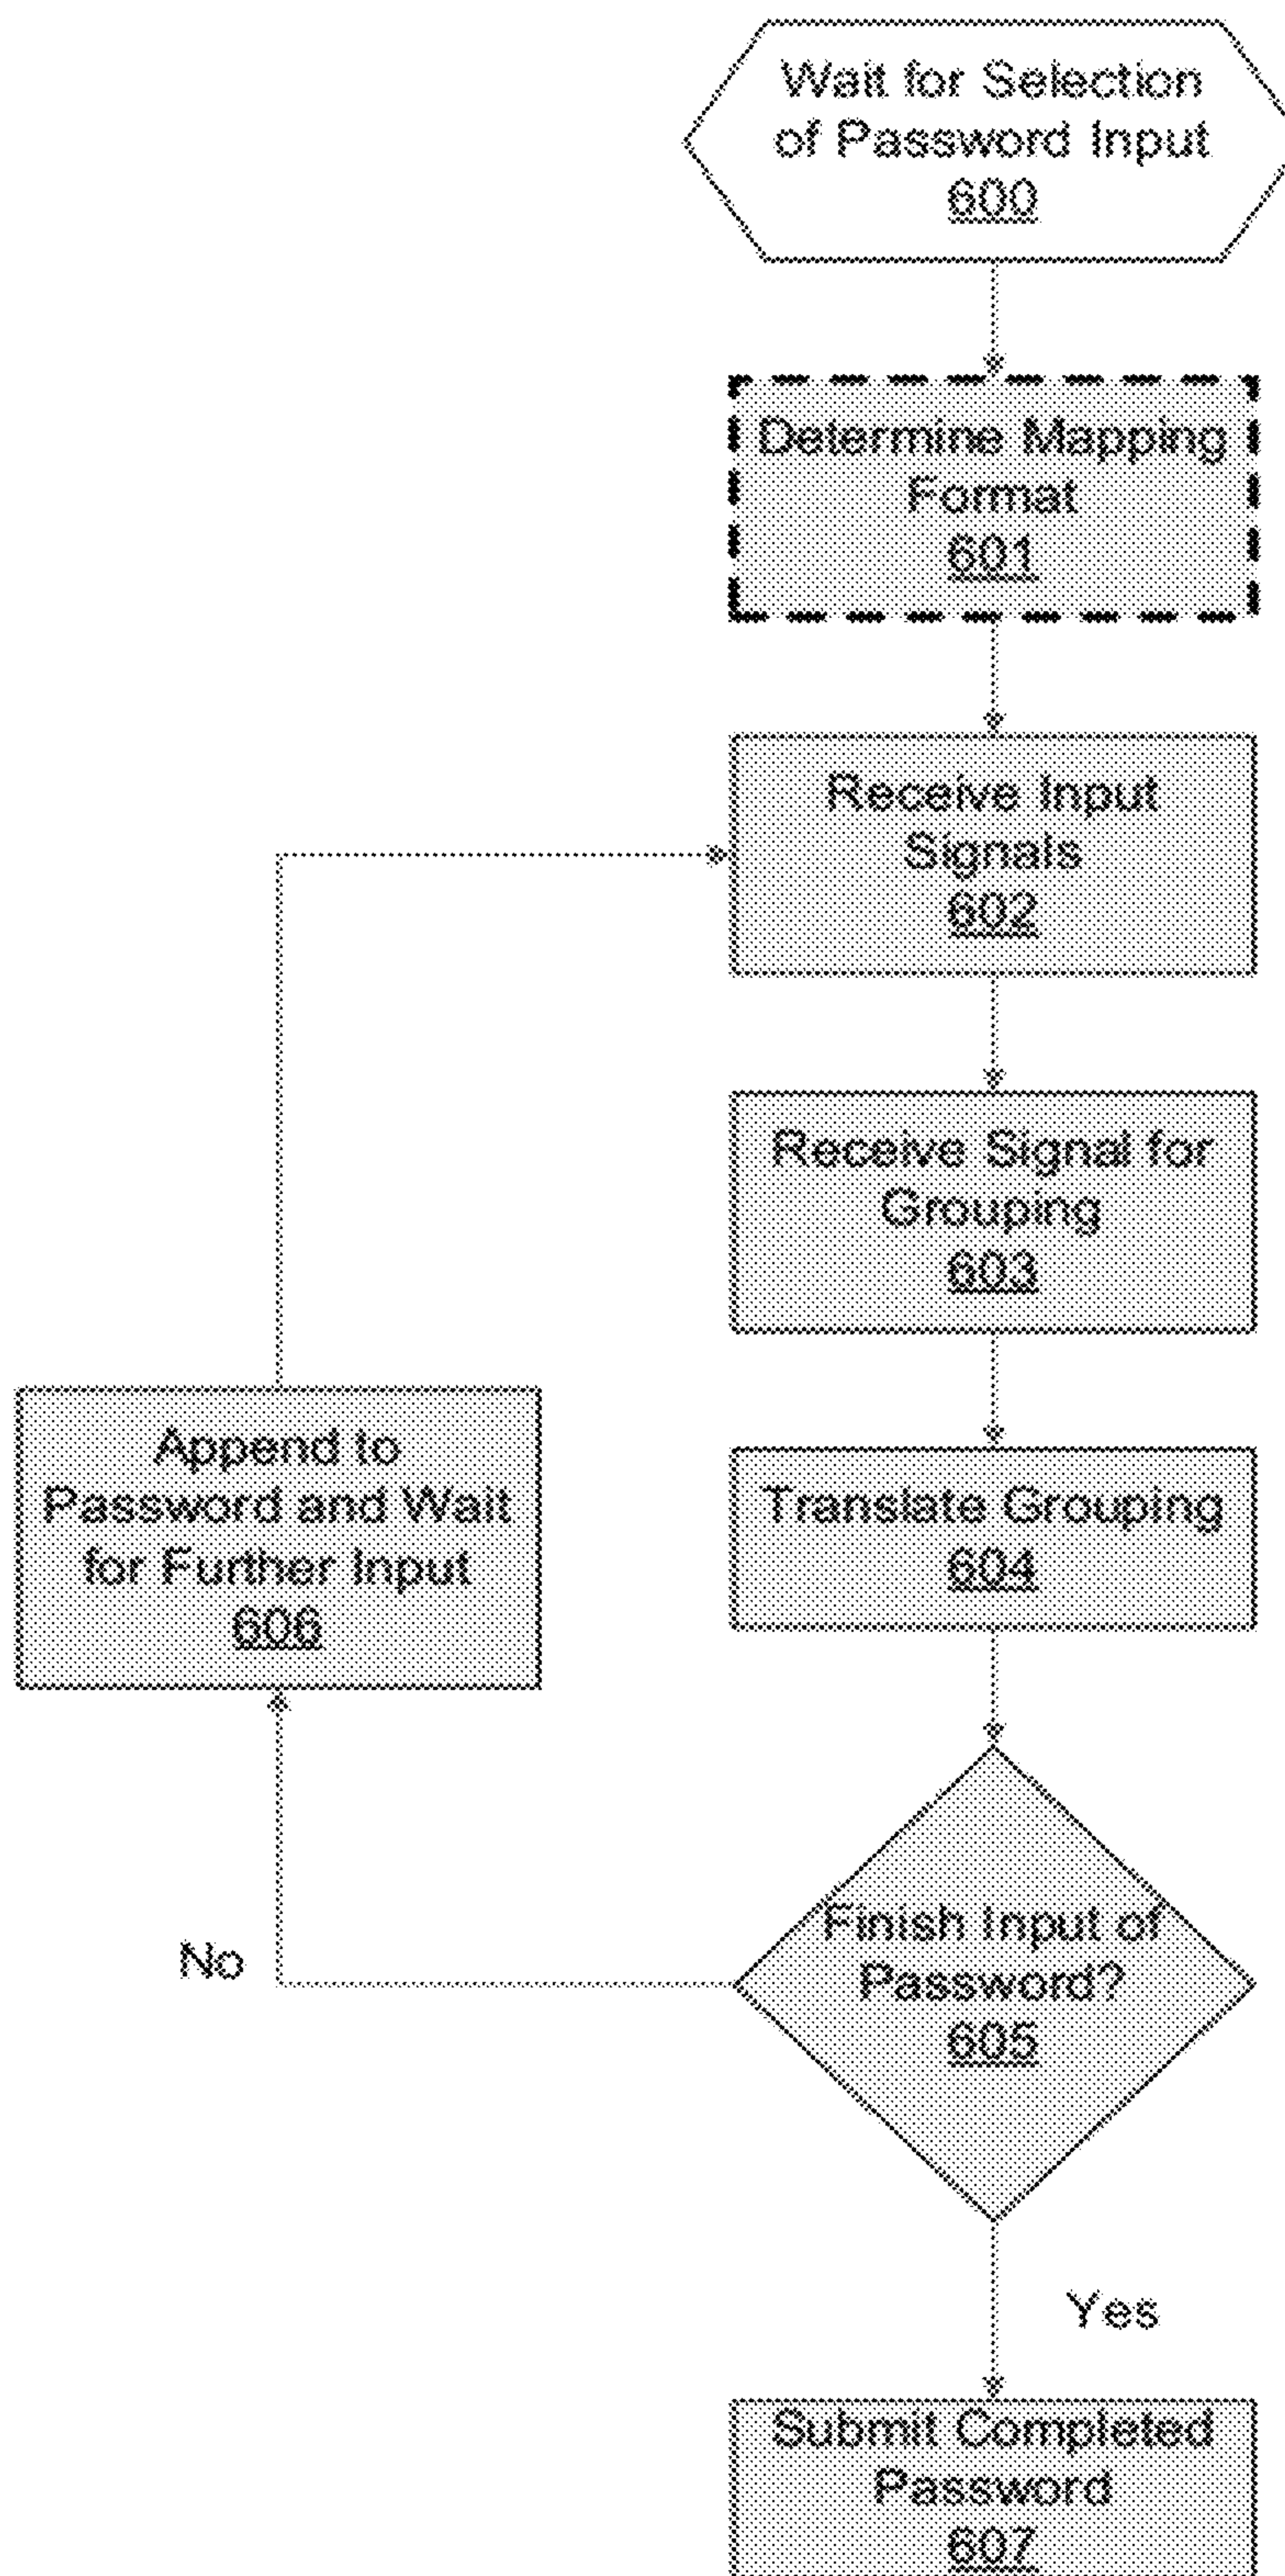 Wait for Selection
of Password Input
600
Determine Mapping
Format
601
Receive Input
Signals
602
Receive Signal for
Grouping
603
Translate Grouping
604
Finish Input of
Password?
605
No
Append to
Password and Wait
for Further Input
606
Yes
Submit Completed
Password
607